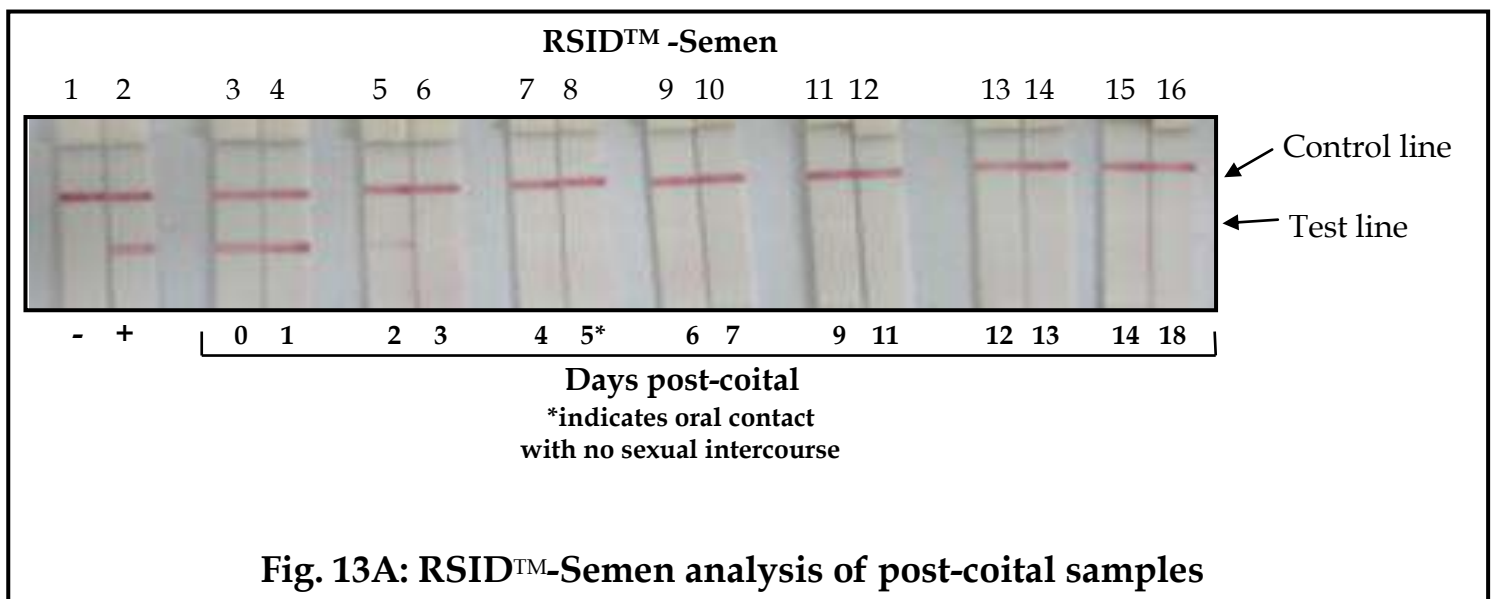 RSID™ -Semen
1 2 3 4 5 6 7 8 9 10 11 12 13 14 15 16
Control line
Test line
- + 0 1 2 3 4 5* 6 7 9 11 12 13 14 18
Days post-coital
*indicates oral contact
with no sexual intercourse
Fig. 13A: RSID™-Semen analysis of post-coital samples